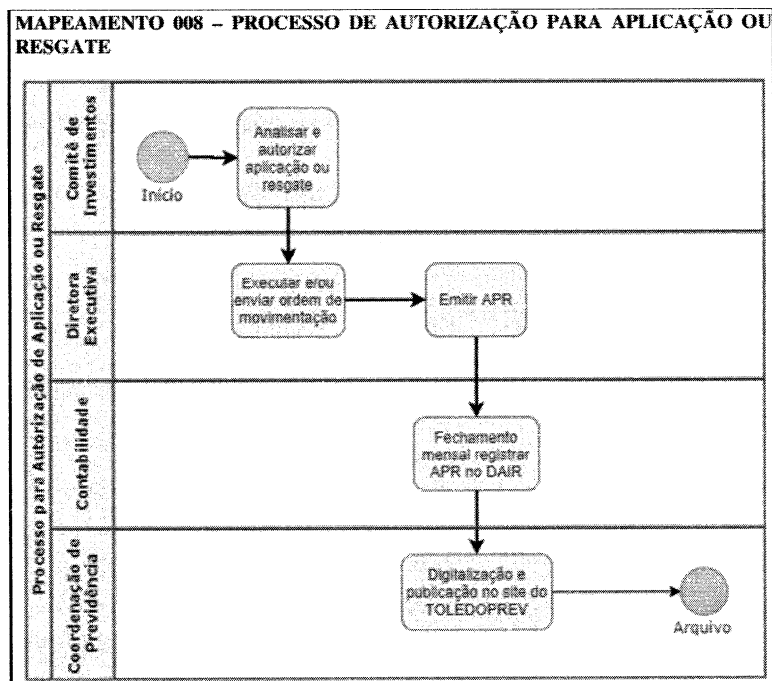 MAPEAMENTO 008 – PROCESSO DE AUTORIZAÇÃO PARA APLICAÇÃO OU
RESGATE
Processo para Autorização de Aplicação ou Resgate
Comitê de
Investimentos
Início
Analisar e
autorizar
aplicação ou
resgate
Diretora
Executiva
Executar e/ou
enviar ordem de
movimentação
Emitir APR
Contabilidade
Fechamento
mensal registrar
APR no DAIR
Coordenação de
Previdência
Digitalização e
publicação no site do
TOLEDOPREV
Arquivo